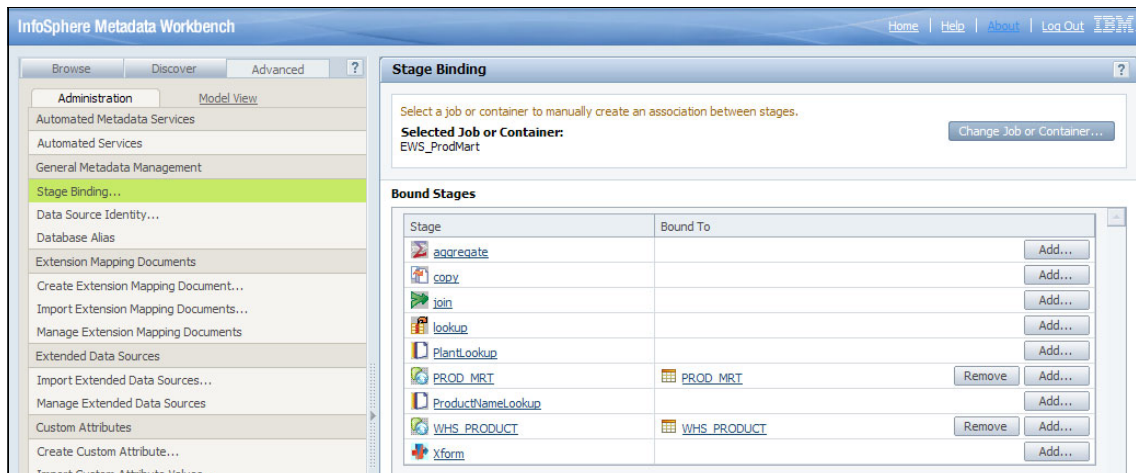 InfoSphere Metadata Workbench
Home | Help | About | Log Out IBM
Browse Discover Advanced ?
Administration Model View
Automated Metadata Services
Automated Services
General Metadata Management
Stage Binding...
Data Source Identity...
Database Alias
Extension Mapping Documents
Create Extension Mapping Document...
Import Extension Mapping Documents...
Manage Extension Mapping Documents
Extended Data Sources
Import Extended Data Sources...
Manage Extended Data Sources
Custom Attributes
Create Custom Attribute...
Import Custom Attribute Values
Stage Binding ?
Select a job or container to manually create an association between stages.
Selected Job or Container:
EWS_ProdMart
Change Job or Container...
Bound Stages
Stage Bound To
aggregate Add...
copy Add...
join Add...
lookup Add...
PlantLookup Add...
PROD_MRT PROD_MRT Remove Add...
ProductNameLookup Add...
WHS_PRODUCT WHS_PRODUCT Remove Add...
Xform Add...